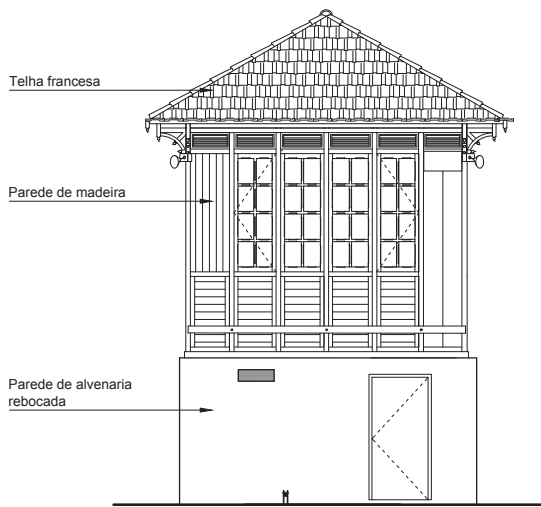 Telha francesa
Parede de madeira
Parede de alvenaria
rebocada